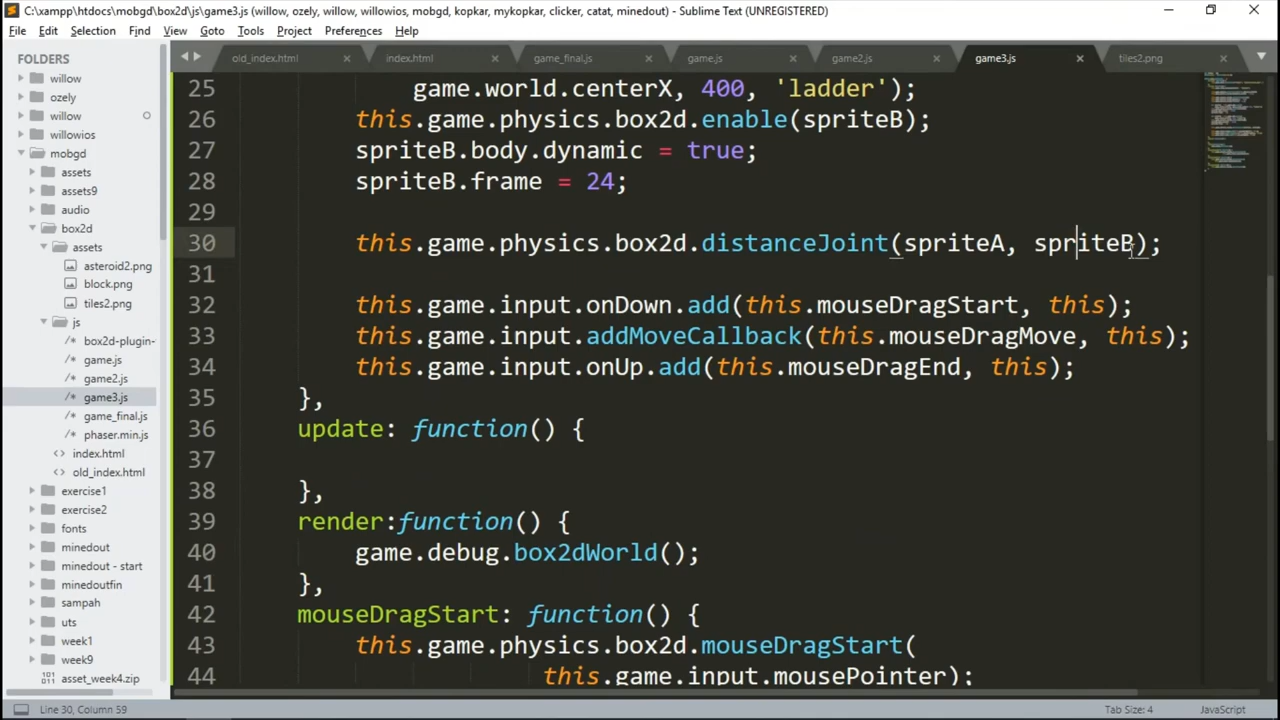 C:\xampp\htdocs\mobgd\box2d\js\game3.js (willow, ozely, willowios, mobgd, kopkar, mykopkar, clicker, catat, minedout) - Sublime Text (UNREGISTERED)
File Edit Selection Find View Goto Tools Project Preferences Help
FOLDERS
willow
ozely
willow
willowios
mobgd
assets
assets9
audio
box2d
assets
asteroid2.png
block.png
tiles2.png
js
box2d-plugin-
game.js
game2.js
game3.js
game_final.js
phaser.min.js
index.html
old_index.html
exercise1
exercise2
fonts
minedout
minedout - start
minedoutfin
sampah
uts
week1
week9
asset_week4.zip
old_index.html index.html game_final.js game.js game2.js game3.js tiles2.png
25 game.world.centerX, 400, 'ladder');
26 this.game.physics.box2d.enable(spriteB);
27 spriteB.body.dynamic = true;
28 spriteB.frame = 24;
29
30 this.game.physics.box2d.distanceJoint(spriteA, spriteB);
31
32 this.game.input.onDown.add(this.mouseDragStart, this);
33 this.game.input.addMoveCallback(this.mouseDragMove, this);
34 this.game.input.onUp.add(this.mouseDragEnd, this);
35 },
36 update: function() {
37
38 },
39 render:function() {
40 game.debug.box2dWorld();
41 },
42 mouseDragStart: function() {
43 this.game.physics.box2d.mouseDragStart(
44 this.game.input.mousePointer);
Line 30, Column 59
Tab Size: 4
JavaScript